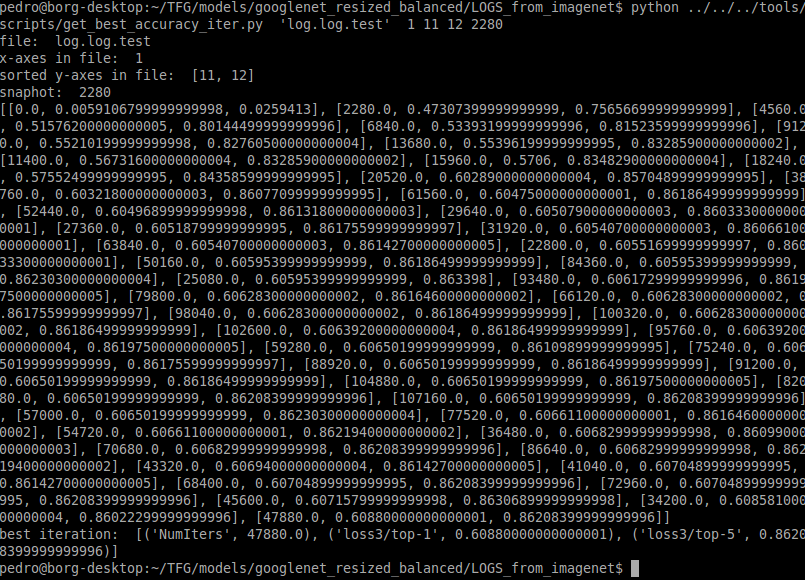 pedro@borg-desktop:~/TFG/models/googlenet_resized_balanced/LOGS_from_imagenet$ python ../../../tools/
scripts/get_best_accuracy_iter.py  'log.log.test'  1 11 12 2280
file:  log.log.test
x-axes in file:  1
sorted y-axes in file:  [11, 12]
snaphot:  2280
[[0.0, 0.0059106799999999998, 0.0259413], [2280.0, 0.47307399999999999, 0.75656699999999999], [4560.0
, 0.51576200000000005, 0.80144499999999996], [6840.0, 0.53393199999999996, 0.81523599999999996], [912
0.0, 0.55210199999999998, 0.82760500000000004], [13680.0, 0.55396199999999995, 0.83285900000000002],
[11400.0, 0.56731600000000004, 0.83285900000000002], [15960.0, 0.5706, 0.83482900000000004], [18240.0
, 0.57552499999999995, 0.84358599999999995], [20520.0, 0.60289000000000004, 0.85704899999999995], [38
760.0, 0.60321800000000003, 0.86077099999999995], [61560.0, 0.60475000000000001, 0.86186499999999999]
, [52440.0, 0.60496899999999998, 0.86131800000000003], [29640.0, 0.60507900000000003, 0.8603330000000
0001], [27360.0, 0.60518799999999995, 0.86175599999999997], [31920.0, 0.60540700000000003, 0.86066100
000000001], [63840.0, 0.60540700000000003, 0.86142700000000005], [22800.0, 0.60551699999999997, 0.860
33300000000001], [50160.0, 0.60595399999999999, 0.86186499999999999], [84360.0, 0.60595399999999999,
0.86230300000000004], [25080.0, 0.60595399999999999, 0.863398], [93480.0, 0.60617299999999996, 0.8619
7500000000005], [79800.0, 0.60628300000000002, 0.86164600000000002], [66120.0, 0.60628300000000002, 0
.86175599999999997], [98040.0, 0.60628300000000002, 0.86186499999999999], [100320.0, 0.60628300000000
002, 0.86186499999999999], [102600.0, 0.60639200000000004, 0.86186499999999999], [95760.0, 0.60639200
000000004, 0.86197500000000005], [59280.0, 0.60650199999999999, 0.86109899999999995], [75240.0, 0.606
50199999999999, 0.86175599999999997], [88920.0, 0.60650199999999999, 0.86186499999999999], [91200.0,
0.60650199999999999, 0.86186499999999999], [104880.0, 0.60650199999999999, 0.86197500000000005], [820
80.0, 0.60650199999999999, 0.86208399999999996], [107160.0, 0.60650199999999999, 0.86208399999999996]
, [57000.0, 0.60650199999999999, 0.86230300000000004], [77520.0, 0.60661100000000001, 0.8616460000000
0002], [54720.0, 0.60661100000000001, 0.86219400000000002], [36480.0, 0.60682999999999998, 0.86099000
000000003], [70680.0, 0.60682999999999998, 0.86208399999999996], [86640.0, 0.60682999999999998, 0.862
19400000000002], [43320.0, 0.60694000000000004, 0.86142700000000005], [41040.0, 0.60704899999999995,
0.86142700000000005], [68400.0, 0.60704899999999995, 0.86208399999999996], [72960.0, 0.60704899999999
995, 0.86208399999999996], [45600.0, 0.60715799999999998, 0.86306899999999998], [34200.0, 0.608581000
00000004, 0.86022299999999996], [47880.0, 0.60880000000000001, 0.86208399999999996]]
best iteration:  [('NumIters', 47880.0), ('loss3/top-1', 0.60880000000000001), ('loss3/top-5', 0.8620
8399999999996)]
pedro@borg-desktop:~/TFG/models/googlenet_resized_balanced/LOGS_from_imagenet$